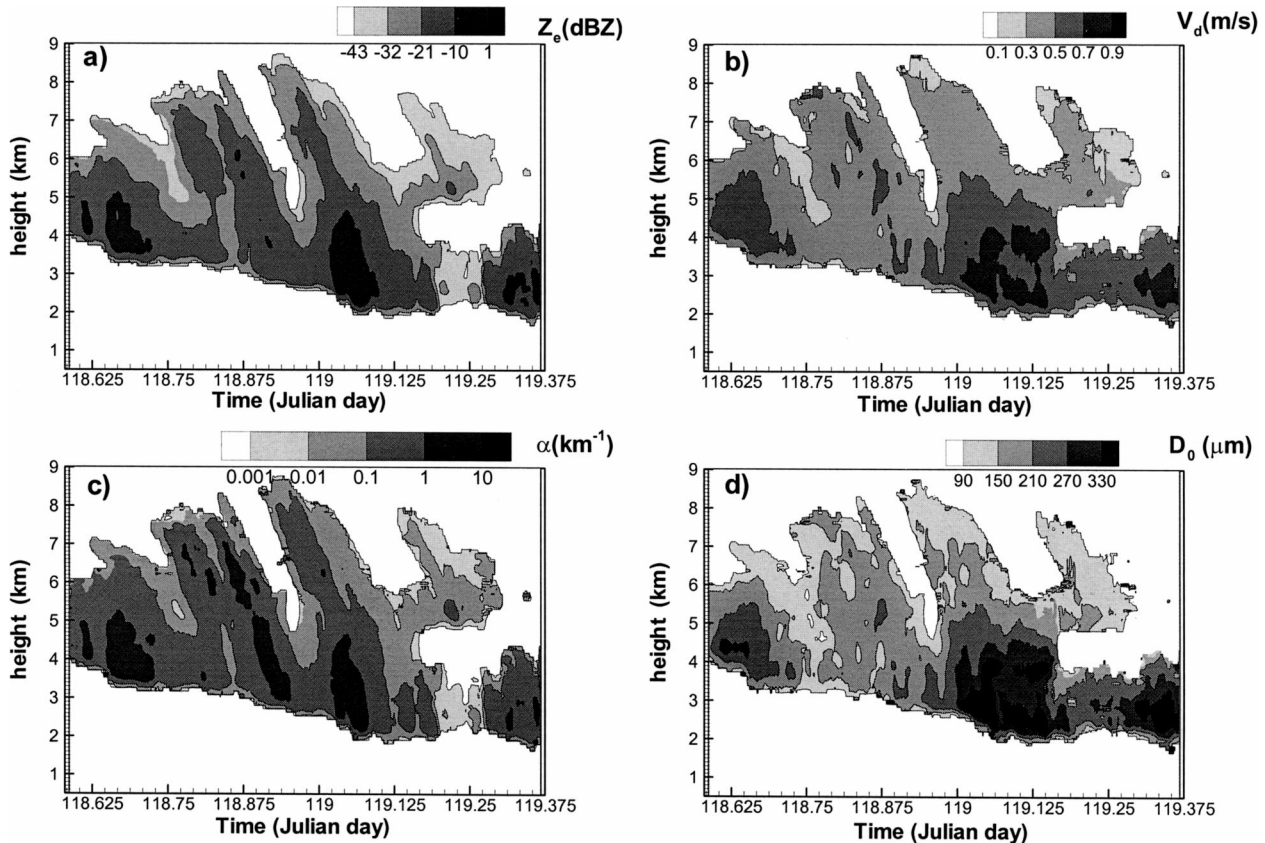 a)
Zₑ(dBZ)
-43 -32 -21 -10 1
height (km)
9
8
7
6
5
4
3
2
1
118.625 118.75 118.875 119 119.125 119.25 119.375
Time (Julian day)
b)
V_d(m/s)
0.1 0.3 0.5 0.7 0.9
height (km)
9
8
7
6
5
4
3
2
1
118.625 118.75 118.875 119 119.125 119.25 119.375
Time (Julian day)
c)
α(km⁻¹)
0.001 0.01 0.1 1 10
height (km)
9
8
7
6
5
4
3
2
1
118.625 118.75 118.875 119 119.125 119.25 119.375
Time (Julian day)
d)
D₀ (μm)
90 150 210 270 330
height (km)
9
8
7
6
5
4
3
2
1
118.625 118.75 118.875 119 119.125 119.25 119.375
Time (Julian day)